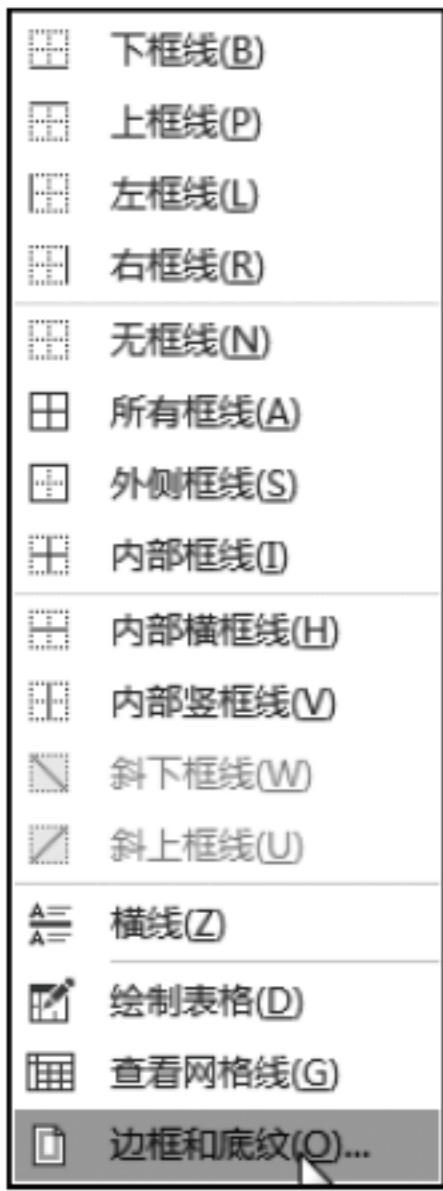 下框线(B)
上框线(P)
左框线(L)
右框线(R)
无框线(N)
所有框线(A)
外侧框线(S)
内部框线(I)
内部横框线(H)
内部竖框线(V)
斜下框线(W)
斜上框线(U)
横线(Z)
绘制表格(D)
查看网格线(G)
边框和底纹(O)...